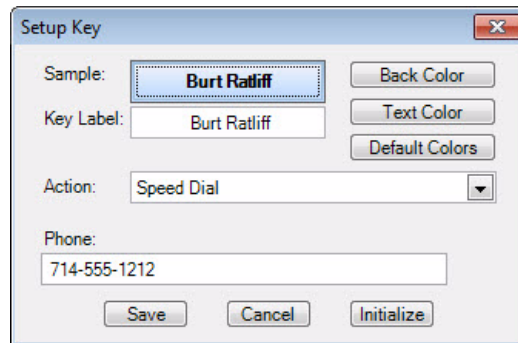 Setup Key
Sample: Burt Ratliff Back Color
Key Label: Burt Ratliff Text Color
Default Colors
Action: Speed Dial
Phone:
714-555-1212
Save Cancel Initialize